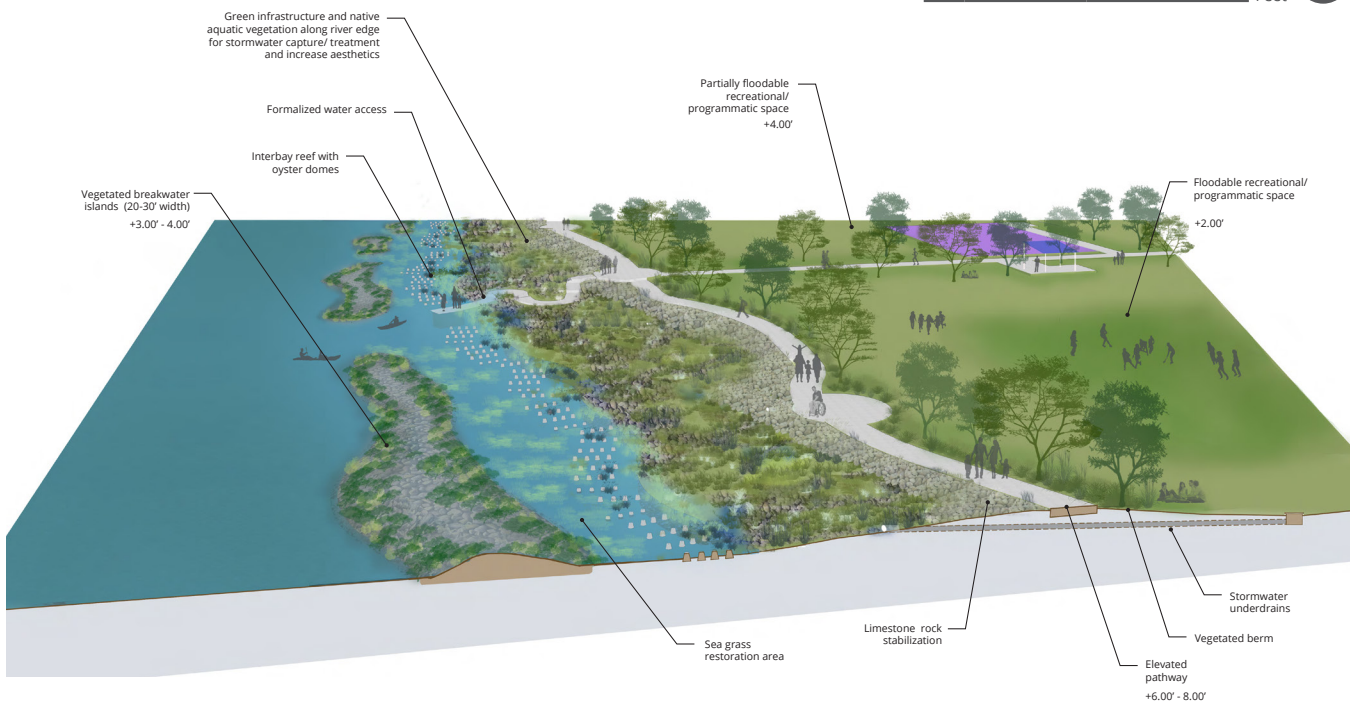 Green infrastructure and native
aquatic vegetation along river edge
for stormwater capture/ treatment
and increase aesthetics
Formalized water access
Interbay reef with
oyster domes
Vegetated breakwater
islands (20-30' width)
+3.00' - 4.00'
Partially floodable
recreational/
programmatic space
+4.00'
Floodable recreational/
programmatic space
+2.00'
Stormwater
underdrains
Vegetated berm
Elevated
pathway
+6.00' - 8.00'
Limestone rock
stabilization
Sea grass
restoration area